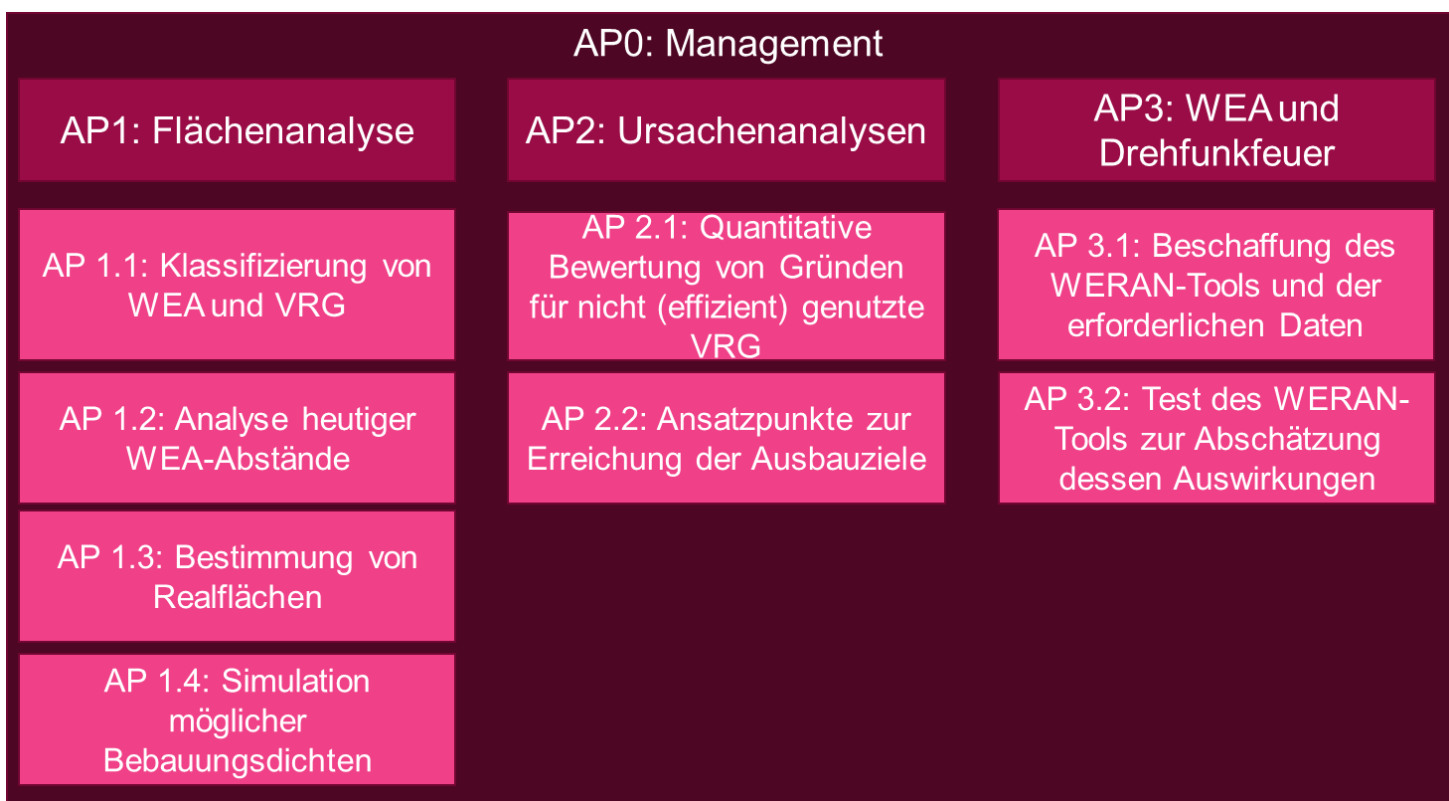 AP0: Management
AP1: Flächenanalyse
AP 1.1: Klassifizierung von
WEA und VRG
AP 1.2: Analyse heutiger
WEA-Abstände
AP 1.3: Bestimmung von
Realflächen
AP 1.4: Simulation
möglicher
Bebauungsdichten
AP2: Ursachenanalysen
AP 2.1: Quantitative
Bewertung von Gründen
für nicht (effizient) genutzte
VRG
AP 2.2: Ansatzpunkte zur
Erreichung der Ausbauziele
AP3: WEA und
Drehfunkfeuer
AP 3.1: Beschaffung des
WERAN-Tools und der
erforderlichen Daten
AP 3.2: Test des WERAN-
Tools zur Abschätzung
dessen Auswirkungen